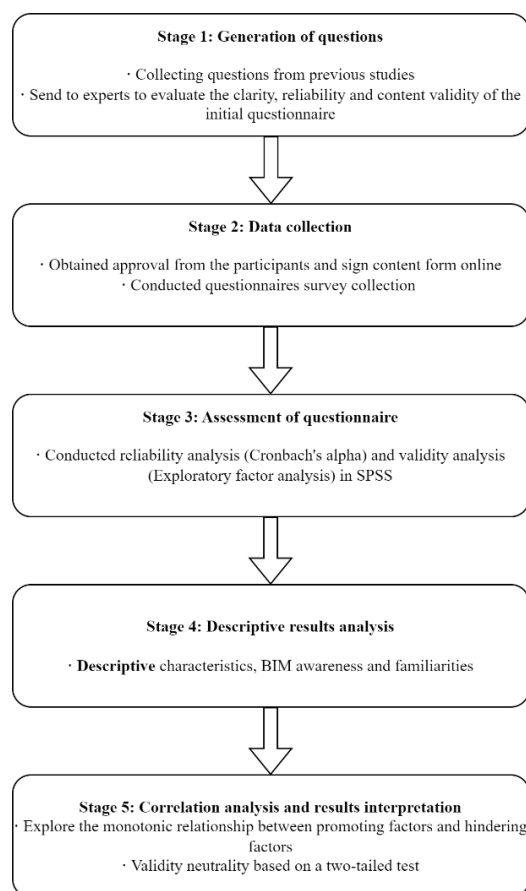 Stage 1: Generation of questions
· Collecting questions from previous studies
· Send to experts to evaluate the clarity, reliability and content validity of the
initial questionnaire
Stage 2: Data collection
· Obtained approval from the participants and sign content form online
· Conducted questionnaires survey collection
Stage 3: Assessment of questionnaire
· Conducted reliability analysis (Cronbach's alpha) and validity analysis
(Exploratory factor analysis) in SPSS
Stage 4: Descriptive results analysis
· Descriptive characteristics, BIM awareness and familiarities
Stage 5: Correlation analysis and results interpretation
· Explore the monotonic relationship between promoting factors and hindering
factors
· Validity neutrality based on a two-tailed test